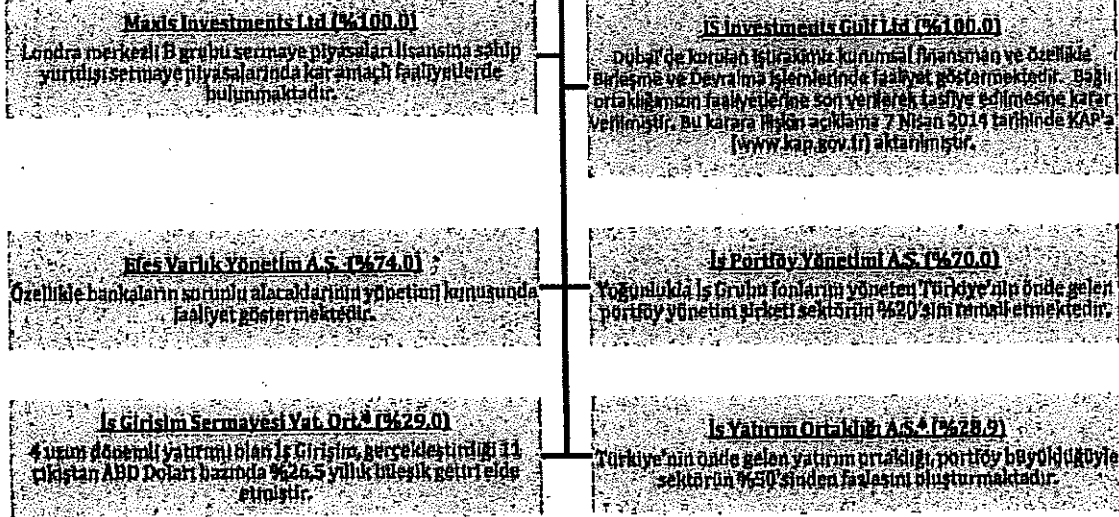 Maxis Investments Ltd (%100.0)
Londra merkezli B grubu sermaye piyasaları lisansına sahip
yurtdışı sermaye piyasalarında kar amaçlı faaliyetlerde
bulunmaktadır.
IS Investments Gulf Ltd (%100.0)
Dubai'de kurulan iştirakimiz kurumsal finansman ve özellikle
Birleşme ve Devralma işlemlerinde faaliyet göstermektedir. Bağlı
ortaklığımızın faaliyetlerine son verilerek tasfiye edilmesine karar
verilmiştir. Bu karara ilişkin açıklama 7 Nisan 2014 tarihinde KAP'a
(www.kap.gov.tr) aktarılmıştır.
Efes Varlık Yönetim A.Ş. (%74.0)
Özellikle bankaların sorunlu alacaklarının yönetimi konusunda
faaliyet göstermektedir.
İş Portföy Yönetimi A.Ş. (%70.0)
Yoğunlukla İş Grubu fonlarını yöneten Türkiye'nin önde gelen
portföy yönetim şirketi sektörün %20'sini temsil etmektedir.
İş Girişim Sermayesi Yat. Ort.* (%29.0)
4 uzun dönemli yatırımı olan İş Girişim, gerçekleştirdiği 11
çıkıştan ABD Doları bazında %26.5 yıllık bileşik getiri elde
etmiştir.
İş Yatırım Ortaklığı A.Ş.* (%28.9)
Türkiye'nin önde gelen yatırım ortaklığı, portföy büyüklüğüyle
sektörün %50'sinden fazlasını oluşturmaktadır.